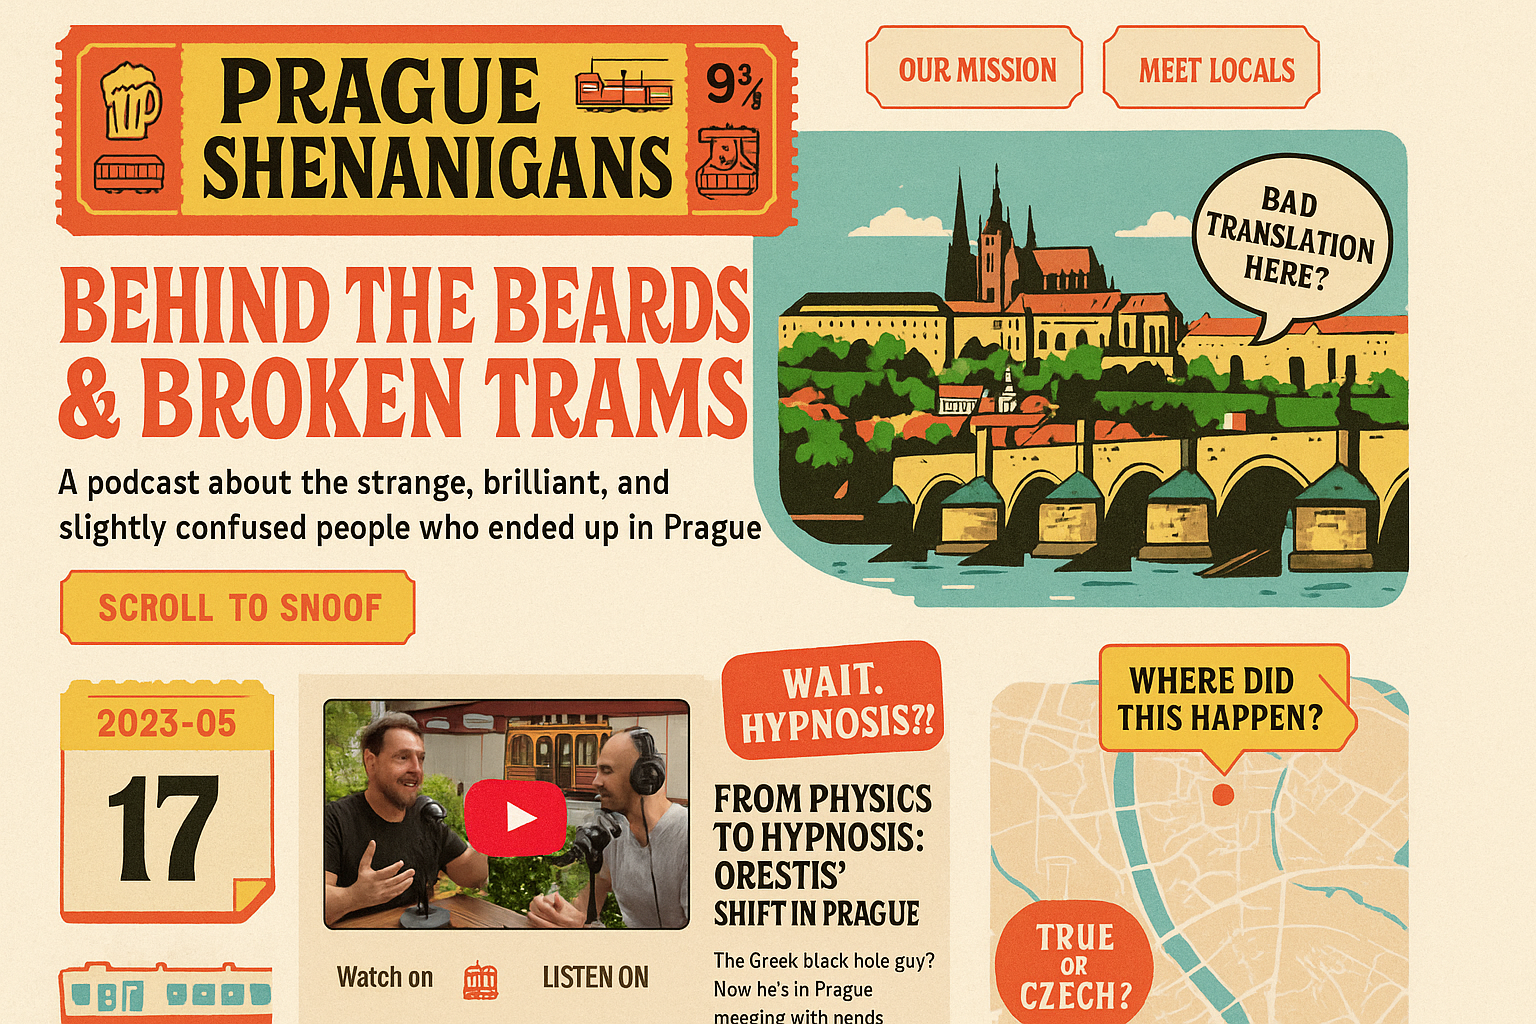 PRAGUE
SHENANIGANS
OUR MISSION
MEET LOCALS
BAD
TRANSLATION
HERE?
BEHIND THE BEARDS
& BROKEN TRAMS
A podcast about the strange, brilliant, and
slightly confused people who ended up in Prague
SCROLL TO SNOOF
2023-05
17
WAIT.
HYPNOSIS?!
FROM PHYSICS
TO HYPNOSIS:
ORESTIS’
SHIFT IN PRAGUE
The Greek black hole guy?
Now he's in Prague
meeging with nends
Watch on
LISTEN ON
WHERE DID
THIS HAPPEN?
TRUE
OR
CZECH?